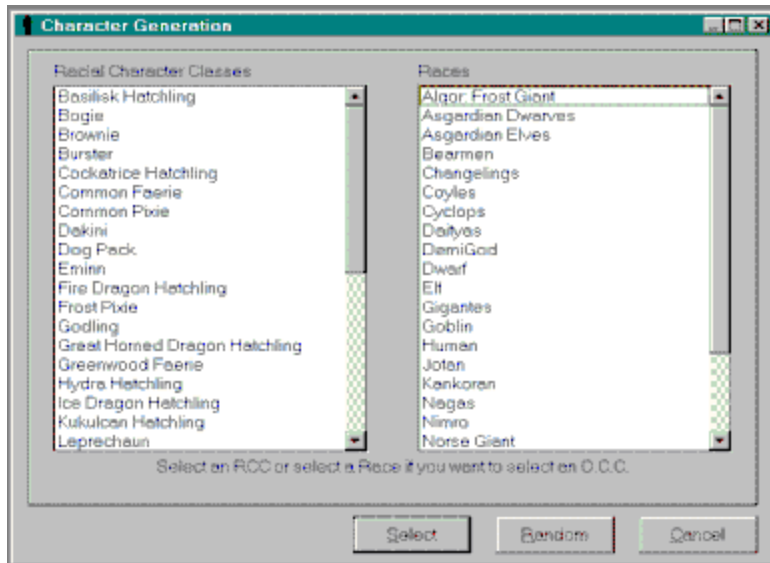 Character Generation
Racial Character Classes
Basilisk Hatchling
Bogie
Brownie
Burster
Cockatrice Hatchling
Common Faerie
Common Pixie
Dakini
Dog Pack
Eminn
Fire Dragon Hatchling
Frost Pixie
Godling
Great Horned Dragon Hatchling
Greenwood Faerie
Hydra Hatchling
Ice Dragon Hatchling
Kukulcan Hatchling
Leprechaun
Races
Algor: Frost Giant
Asgardian Dwarves
Asgardian Elves
Bearmen
Changelings
Coyles
Cyclops
Daityas
DemiGod
Dwarf
Elf
Gigantes
Goblin
Human
Jotan
Kankoran
Nagas
Nimro
Norse Giant
Select an RCC or select a Race if you want to select an O.C.C.
Select
Random
Cancel